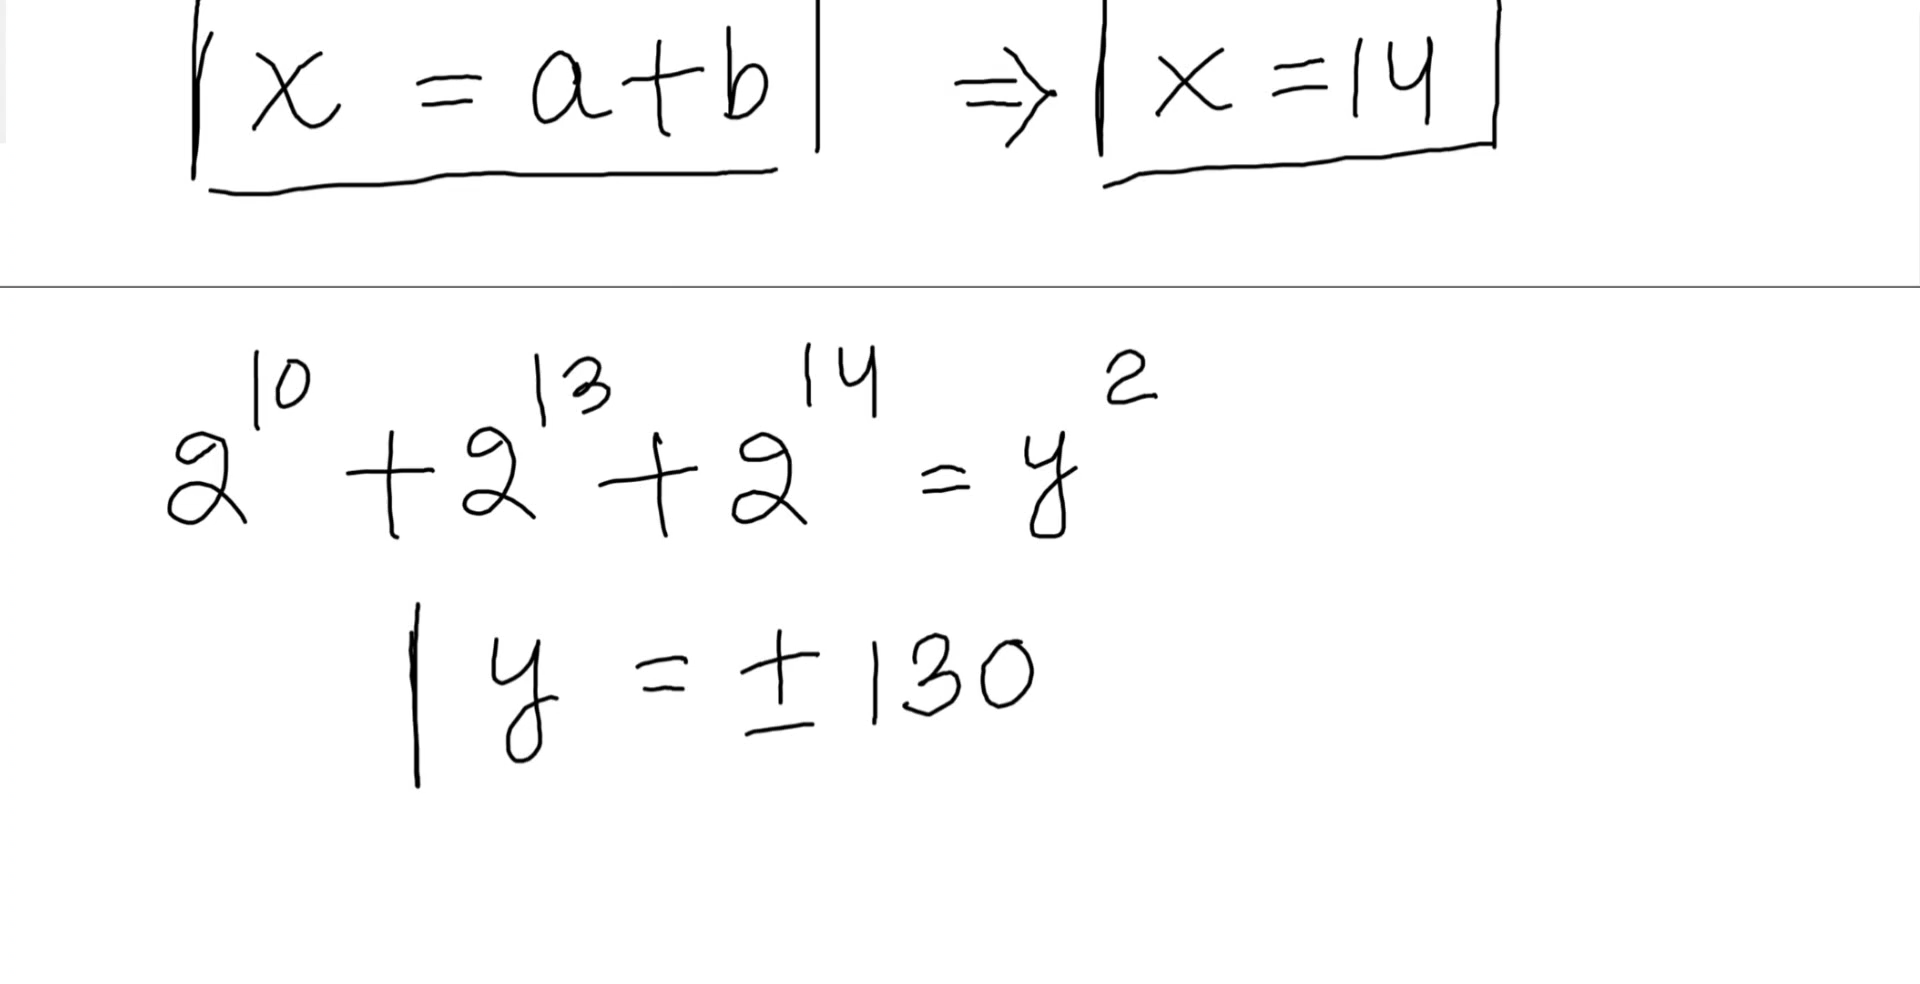 x = a+b ⇒ x = 14
2^10 + 2^13 + 2^14 = y^2
y = ± 130